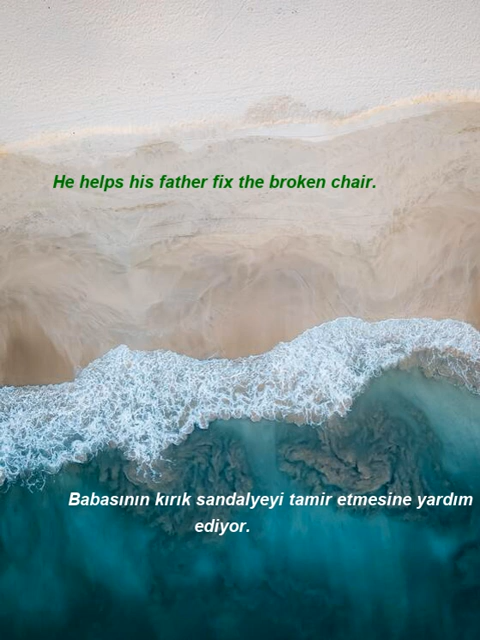 He helps his father fix the broken chair.
Babasının kırık sandalyeyi tamir etmesine yardım
ediyor.